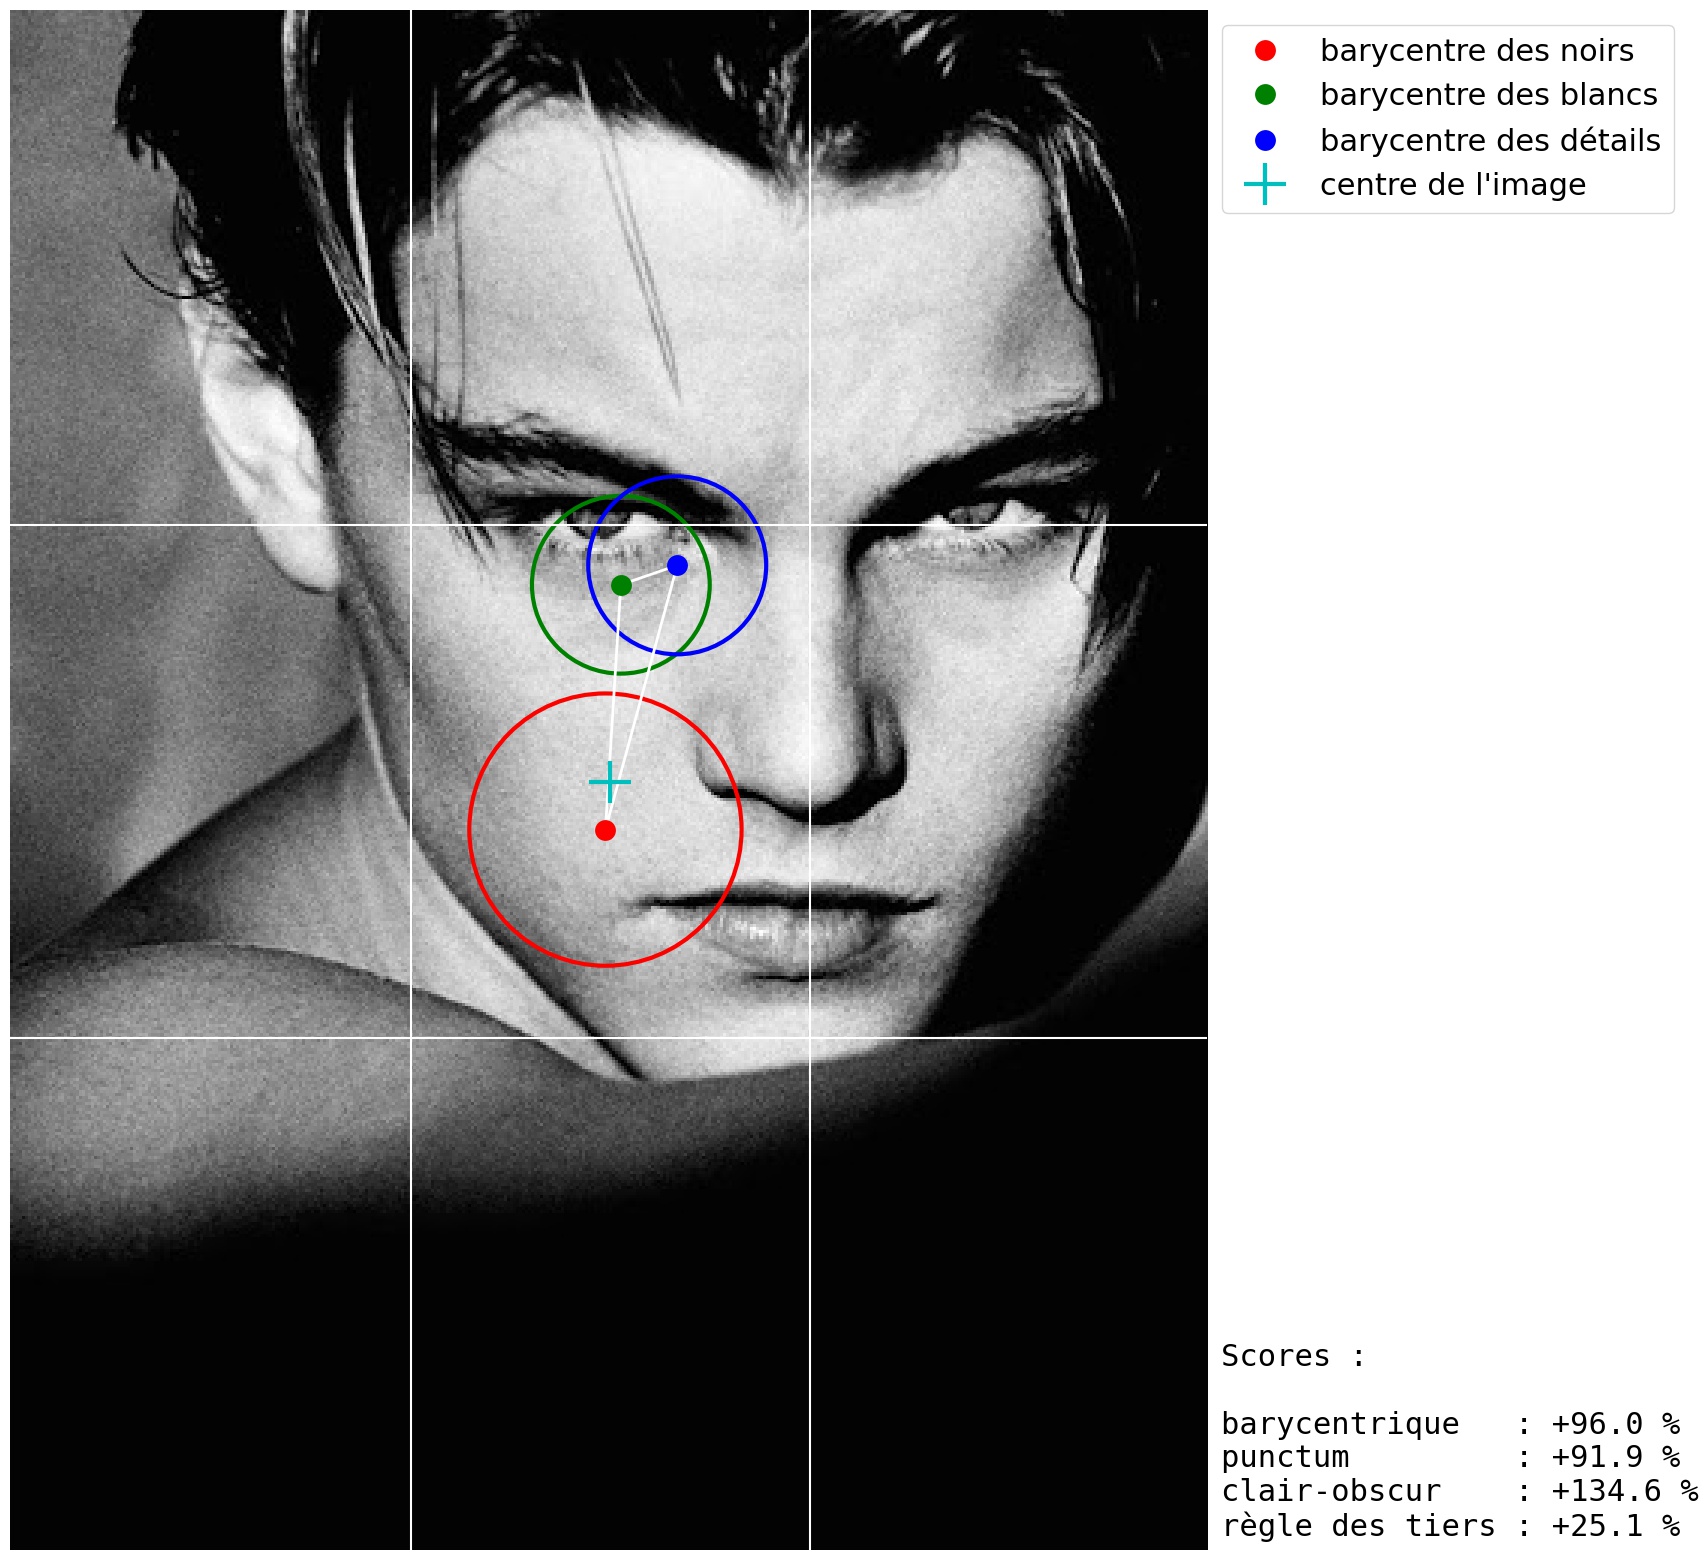 barycentre des noirs
barycentre des blancs
barycentre des détails
centre de l'image
Scores :
barycentrique : +96.0 %
punctum : +91.9 %
clair-obscur : +134.6 %
règle des tiers : +25.1 %